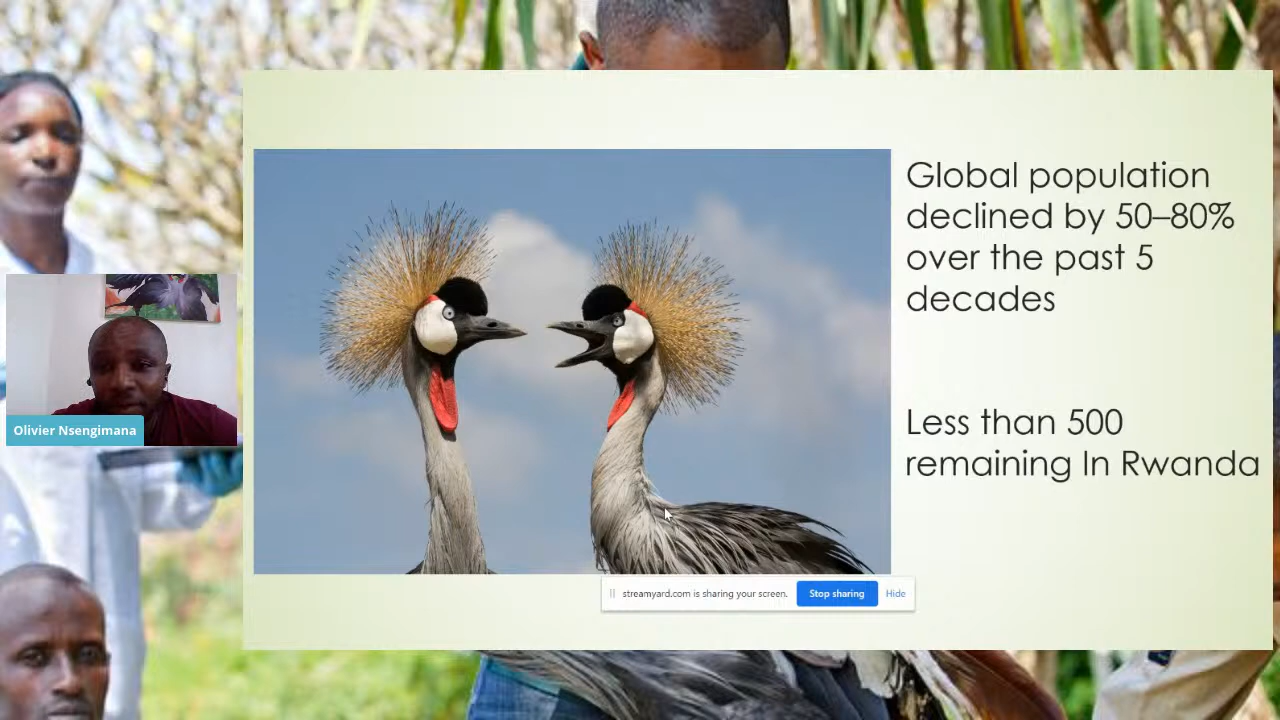 Global population
declined by 50–80%
over the past 5
decades
Less than 500
remaining In Rwanda
Olivier Nsengimana
streamyard.com is sharing your screen.
Stop sharing
Hide